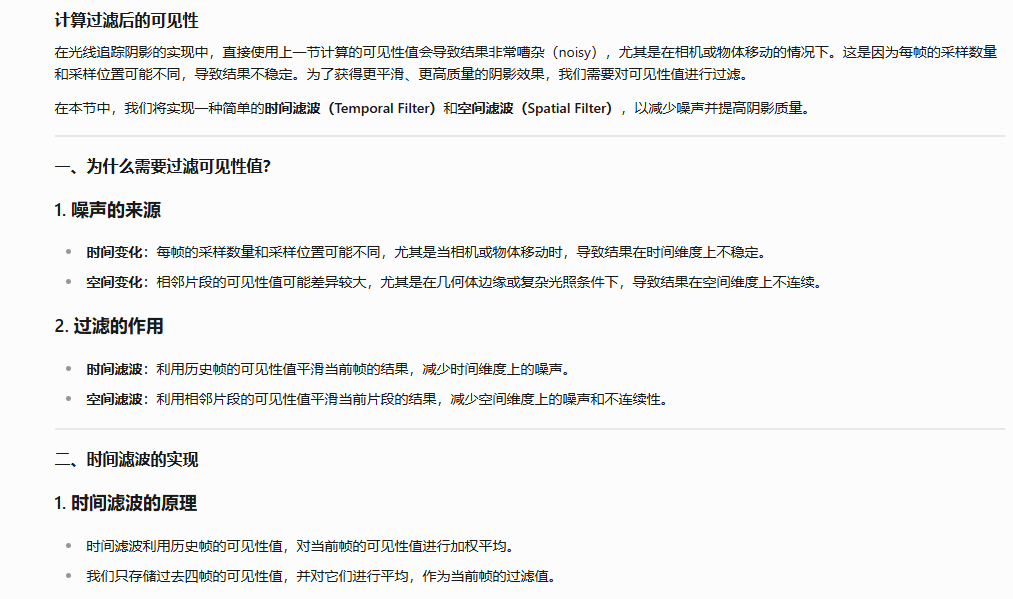 计算过滤后的可见性
在光线追踪阴影的实现中，直接使用上一节计算的可见性值会导致结果非常嘈杂（noisy），尤其是在相机或物体移动的情况下。这是因为每帧的采样数量
和采样位置可能不同，导致结果不稳定。为了获得更平滑、更高质量的阴影效果，我们需要对可见性值进行过滤。
在本节中，我们将实现一种简单的时间滤波（Temporal Filter）和空间滤波（Spatial Filter），以减少噪声并提高阴影质量。
一、为什么需要过滤可见性值？
1. 噪声的来源
• 时间变化：每帧的采样数量和采样位置可能不同，尤其是当相机或物体移动时，导致结果在时间维度上不稳定。
• 空间变化：相邻片段的可见性值可能差异较大，尤其是在几何体边缘或复杂光照条件下，导致结果在空间维度上不连续。
2. 过滤的作用
• 时间滤波：利用历史帧的可见性值平滑当前帧的结果，减少时间维度上的噪声。
• 空间滤波：利用相邻片段的可见性值平滑当前片段的结果，减少空间维度上的噪声和不连续性。
二、时间滤波的实现
1. 时间滤波的原理
• 时间滤波利用历史帧的可见性值，对当前帧的可见性值进行加权平均。
• 我们只存储过去四帧的可见性值，并对它们进行平均，作为当前帧的过滤值。